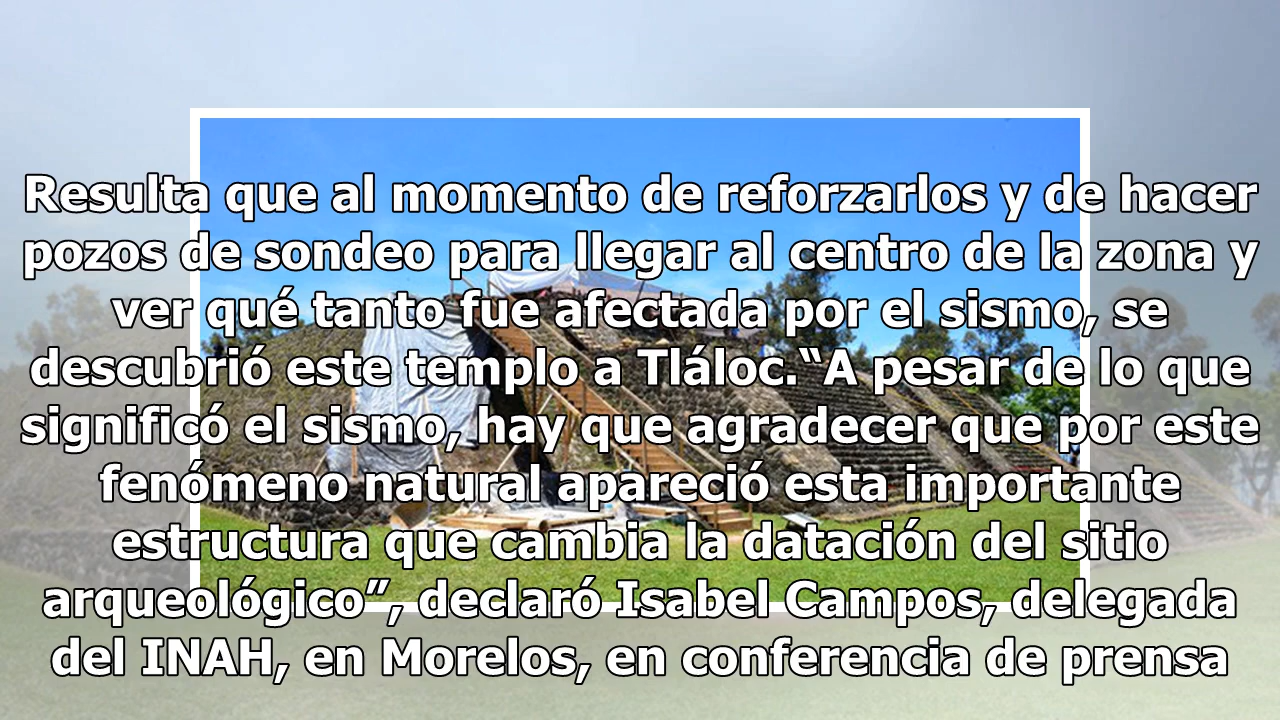 Resulta que al momento de reforzarlos y de hacer
pozos de sondeo para llegar al centro de la zona y
ver qué tanto fue afectada por el sismo, se
descubrió este templo a Tláloc.“A pesar de lo que
significó el sismo, hay que agradecer que por este
fenómeno natural apareció esta importante
estructura que cambia la datación del sitio
arqueológico”, declaró Isabel Campos, delegada
del INAH, en Morelos, en conferencia de prensa